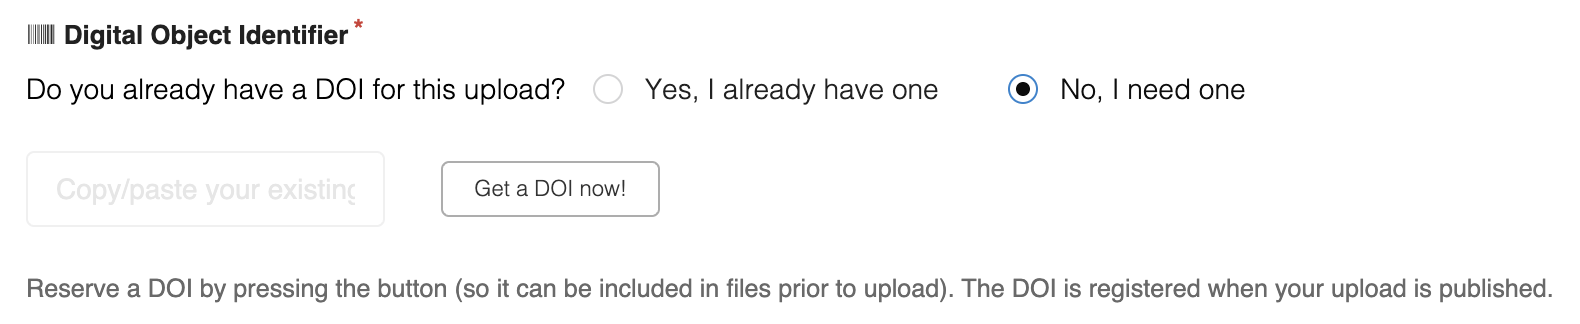 Digital Object Identifier *
Do you already have a DOI for this upload? Yes, I already have one No, I need one
Copy/paste your existing Get a DOI now!
Reserve a DOI by pressing the button (so it can be included in files prior to upload). The DOI is registered when your upload is published.